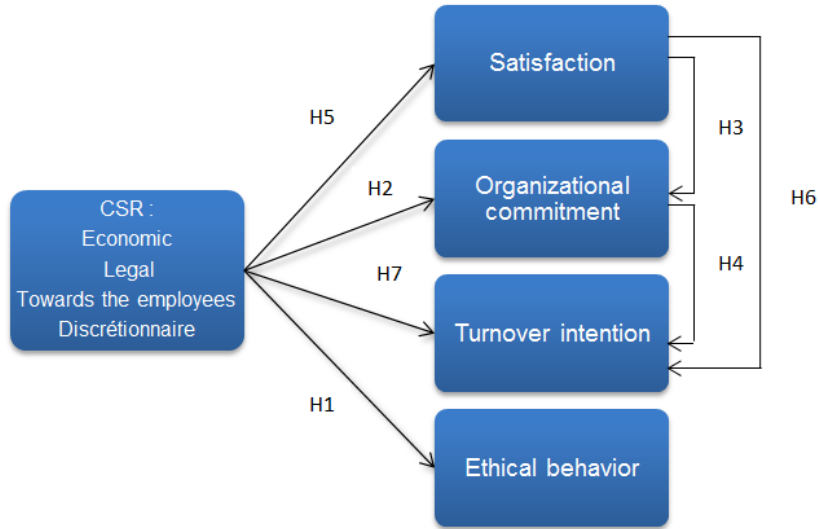 CSR :
Economic
Legal
Towards the employees
Discrétionnaire
H5
H2
H7
H1
Satisfaction
Organizational
commitment
Turnover intention
Ethical behavior
H3
H4
H6